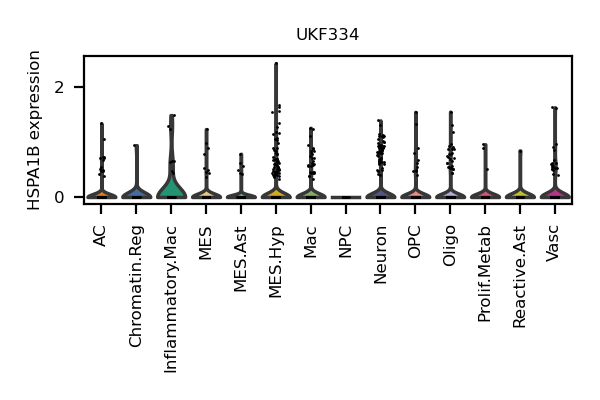 UKF334
HSPA1B expression
2
0
AC
Chromatin.Reg
Inflammatory.Mac
MES
MES.Ast
MES.Hyp
Mac
NPC
Neuron
OPC
Oligo
Prolif.Metab
Reactive.Ast
Vasc